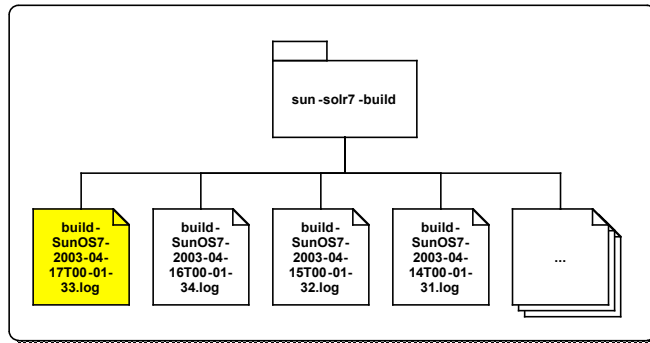 sun -solr7 -build
build-
SunOS7-
2003-04-
17T00-01-
33.log
build-
SunOS7-
2003-04-
16T00-01-
34.log
build-
SunOS7-
2003-04-
15T00-01-
32.log
build-
SunOS7-
2003-04-
14T00-01-
31.log
...